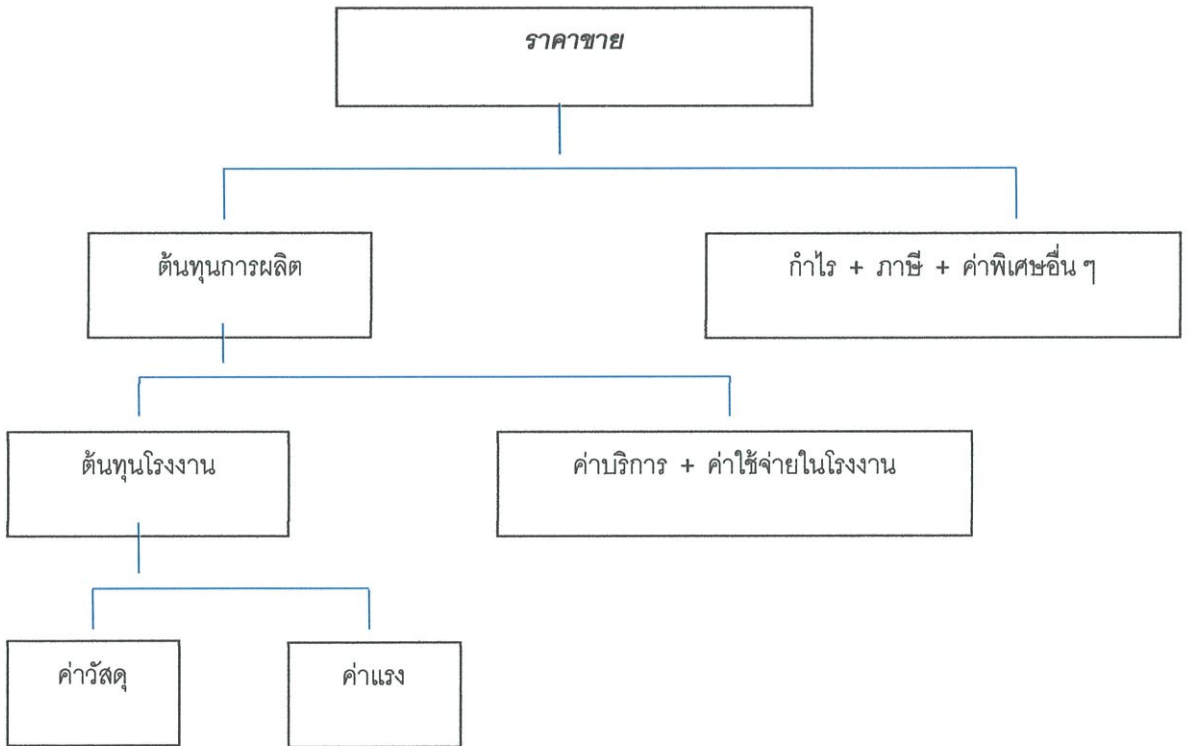 ราคาขาย
ต้นทุนการผลิต
กำไร + ภาษี + ค่าพิเศษอื่น ๆ
ต้นทุนโรงงาน
ค่าบริการ + ค่าใช้จ่ายในโรงงาน
ค่าวัสดุ
ค่าแรง